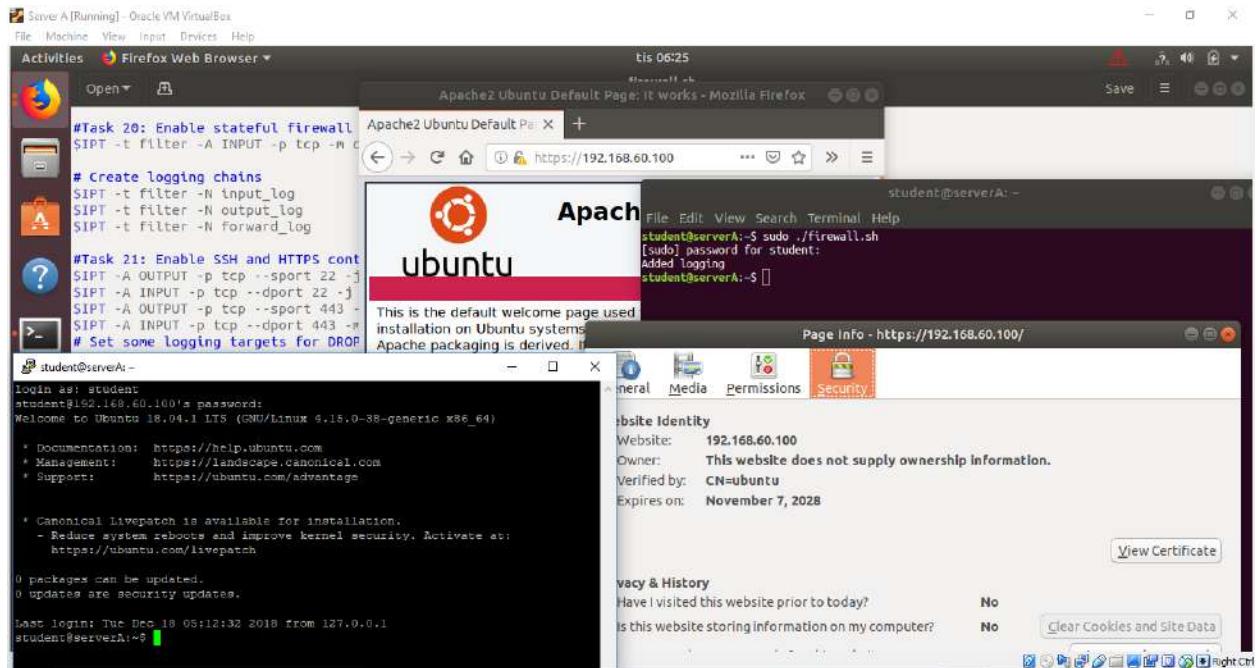 Server A [Running] - Oracle VM VirtualBox
File Machine View Input Devices Help
Activities Firefox Web Browser tis 06:25
Open Save
#Task 20: Enable stateful firewall
$IPT -t filter -A INPUT -p tcp -m
# Create logging chains
$IPT -t filter -N input_log
$IPT -t filter -N output_log
$IPT -t filter -N forward_log
#Task 21: Enable SSH and HTTPS cont
$IPT -A OUTPUT -p tcp --sport 22 -j
$IPT -A INPUT -p tcp --dport 22 -j
$IPT -A OUTPUT -p tcp --sport 443 -
$IPT -A INPUT -p tcp --dport 443 -
# Set some logging targets for DROP
Apache2 Ubuntu Default Page: It works - Mozilla Firefox
Apache2 Ubuntu Default Pa
https://192.168.60.100
Apach
ubuntu
This is the default welcome page used
installation on Ubuntu systems
Apache packaging is derived. I
student@serverA: ~
File Edit View Search Terminal Help
student@serverA:~$ sudo ./firewall.sh
[sudo] password for student:
Added logging
student@serverA:~$
Page Info - https://192.168.60.100/
eneral Media Permissions Security
ebsite Identity
Website: 192.168.60.100
Owner: This website does not supply ownership information.
Verified by: CN=ubuntu
Expires on: November 7, 2028
View Certificate
vacy & History
Have I visited this website prior to today? No
Is this website storing information on my computer? No
Clear Cookies and Site Data
student@serverA: ~
login as: student
student@192.168.60.100's password:
Welcome to Ubuntu 18.04.1 LTS (GNU/Linux 4.15.0-38-generic x86_64)
* Documentation: https://help.ubuntu.com
* Management: https://landscape.canonical.com
* Support: https://ubuntu.com/advantage
* Canonical Livepatch is available for installation.
- Reduce system reboots and improve kernel security. Activate at:
https://ubuntu.com/livepatch
0 packages can be updated.
0 updates are security updates.
Last login: Tue Dec 18 05:12:32 2018 from 127.0.0.1
student@serverA:~$
Right Ctrl